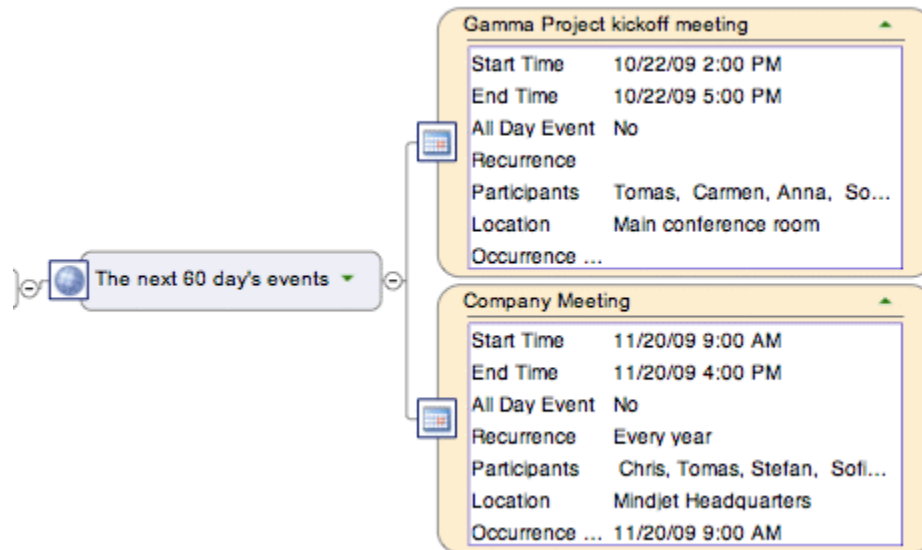 The next 60 day's events
Gamma Project kickoff meeting
Start Time 10/22/09 2:00 PM
End Time 10/22/09 5:00 PM
All Day Event No
Recurrence
Participants Tomas, Carmen, Anna, So...
Location Main conference room
Occurrence ...
Company Meeting
Start Time 11/20/09 9:00 AM
End Time 11/20/09 4:00 PM
All Day Event No
Recurrence Every year
Participants Chris, Tomas, Stefan, Sofi...
Location Mindjet Headquarters
Occurrence ... 11/20/09 9:00 AM